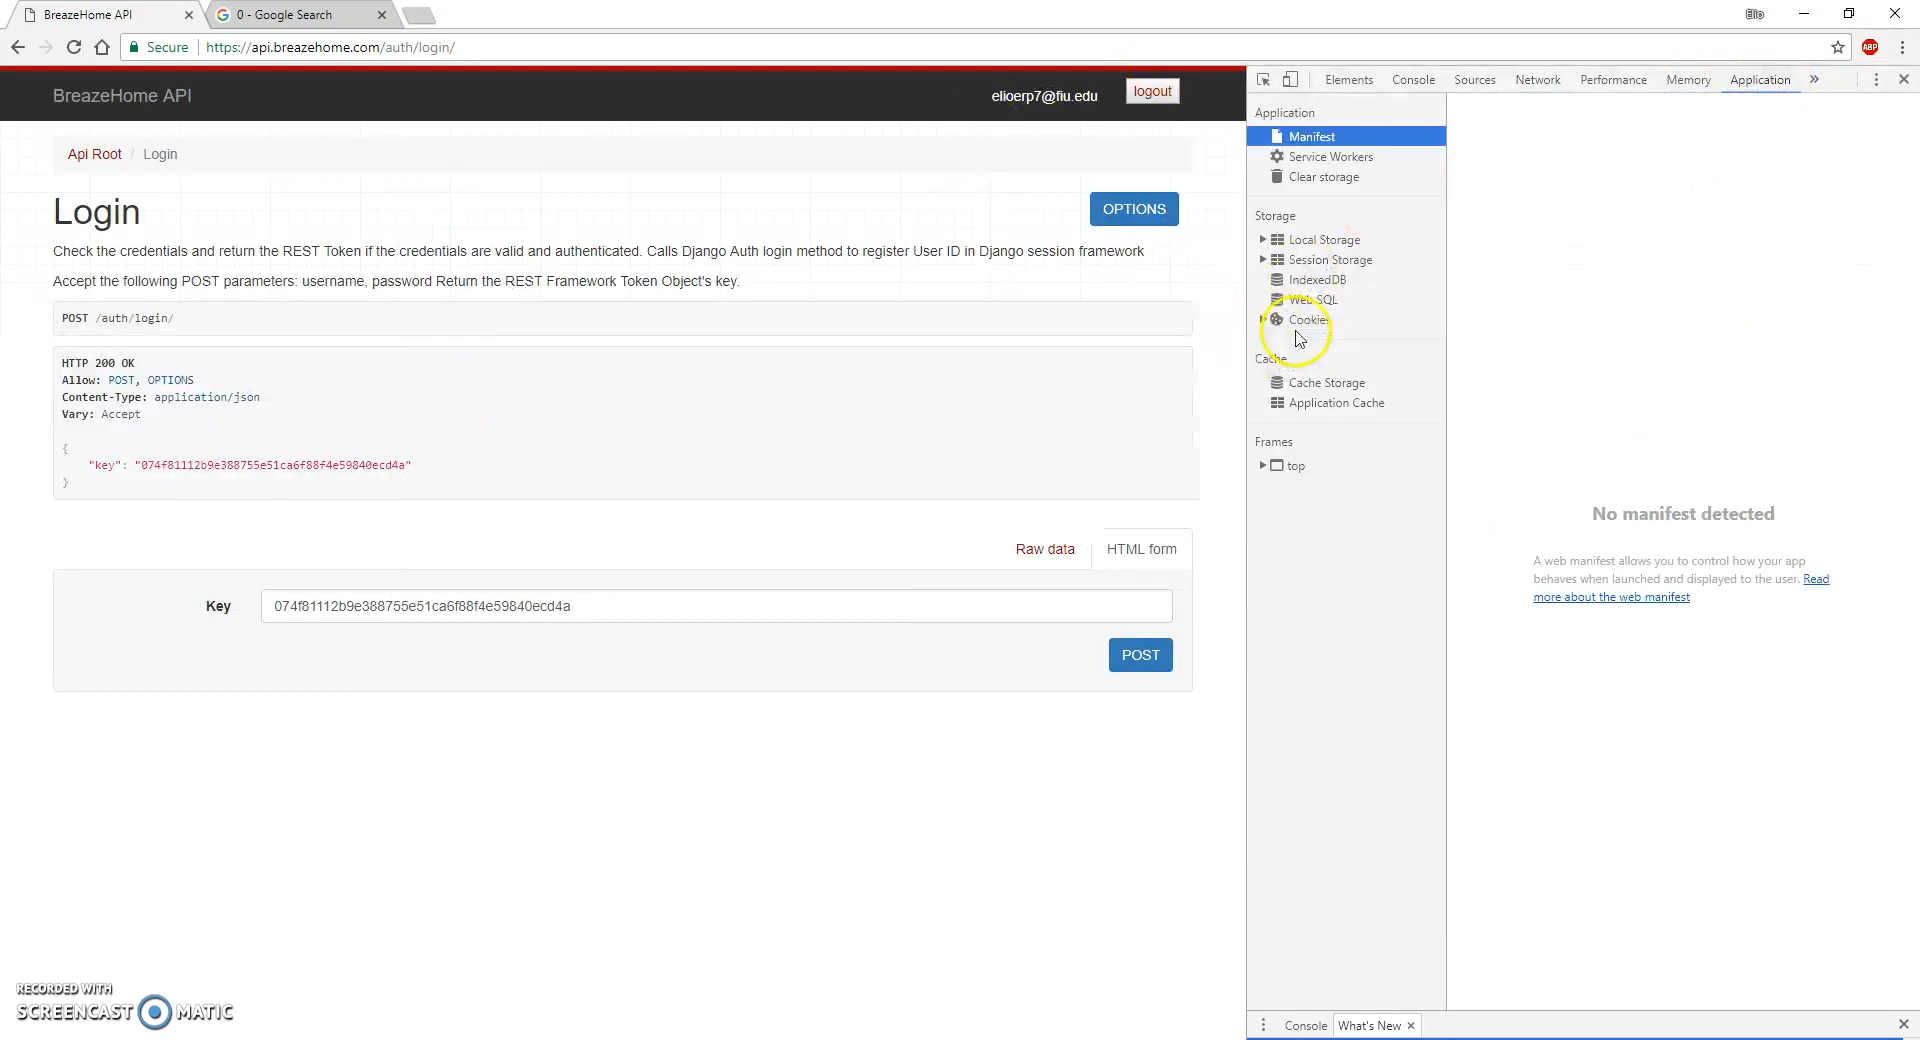 BreazeHome API
0 - Google Search
Elio
Secure
https://api.breazehome.com/auth/login/
ABP
BreazeHome API
elioerp7@fiu.edu
logout
Api Root / Login
Login
OPTIONS
Check the credentials and return the REST Token if the credentials are valid and authenticated. Calls Django Auth login method to register User ID in Django session framework
Accept the following POST parameters: username, password Return the REST Framework Token Object's key.
POST /auth/login/
HTTP 200 OK
Allow: POST, OPTIONS
Content-Type: application/json
Vary: Accept
{
"key": "074f81112b9e388755e51ca6f88f4e59840ecd4a"
}
Raw data
HTML form
Key
074f81112b9e388755e51ca6f88f4e59840ecd4a
POST
RECORDED WITH
SCREENCAST MATIC
Elements Console Sources Network Performance Memory Application »
Application
Manifest
Service Workers
Clear storage
Storage
Local Storage
Session Storage
IndexedDB
Web SQL
Cookies
Cache
Cache Storage
Application Cache
Frames
top
No manifest detected
A web manifest allows you to control how your app
behaves when launched and displayed to the user. Read
more about the web manifest
Console
What's New